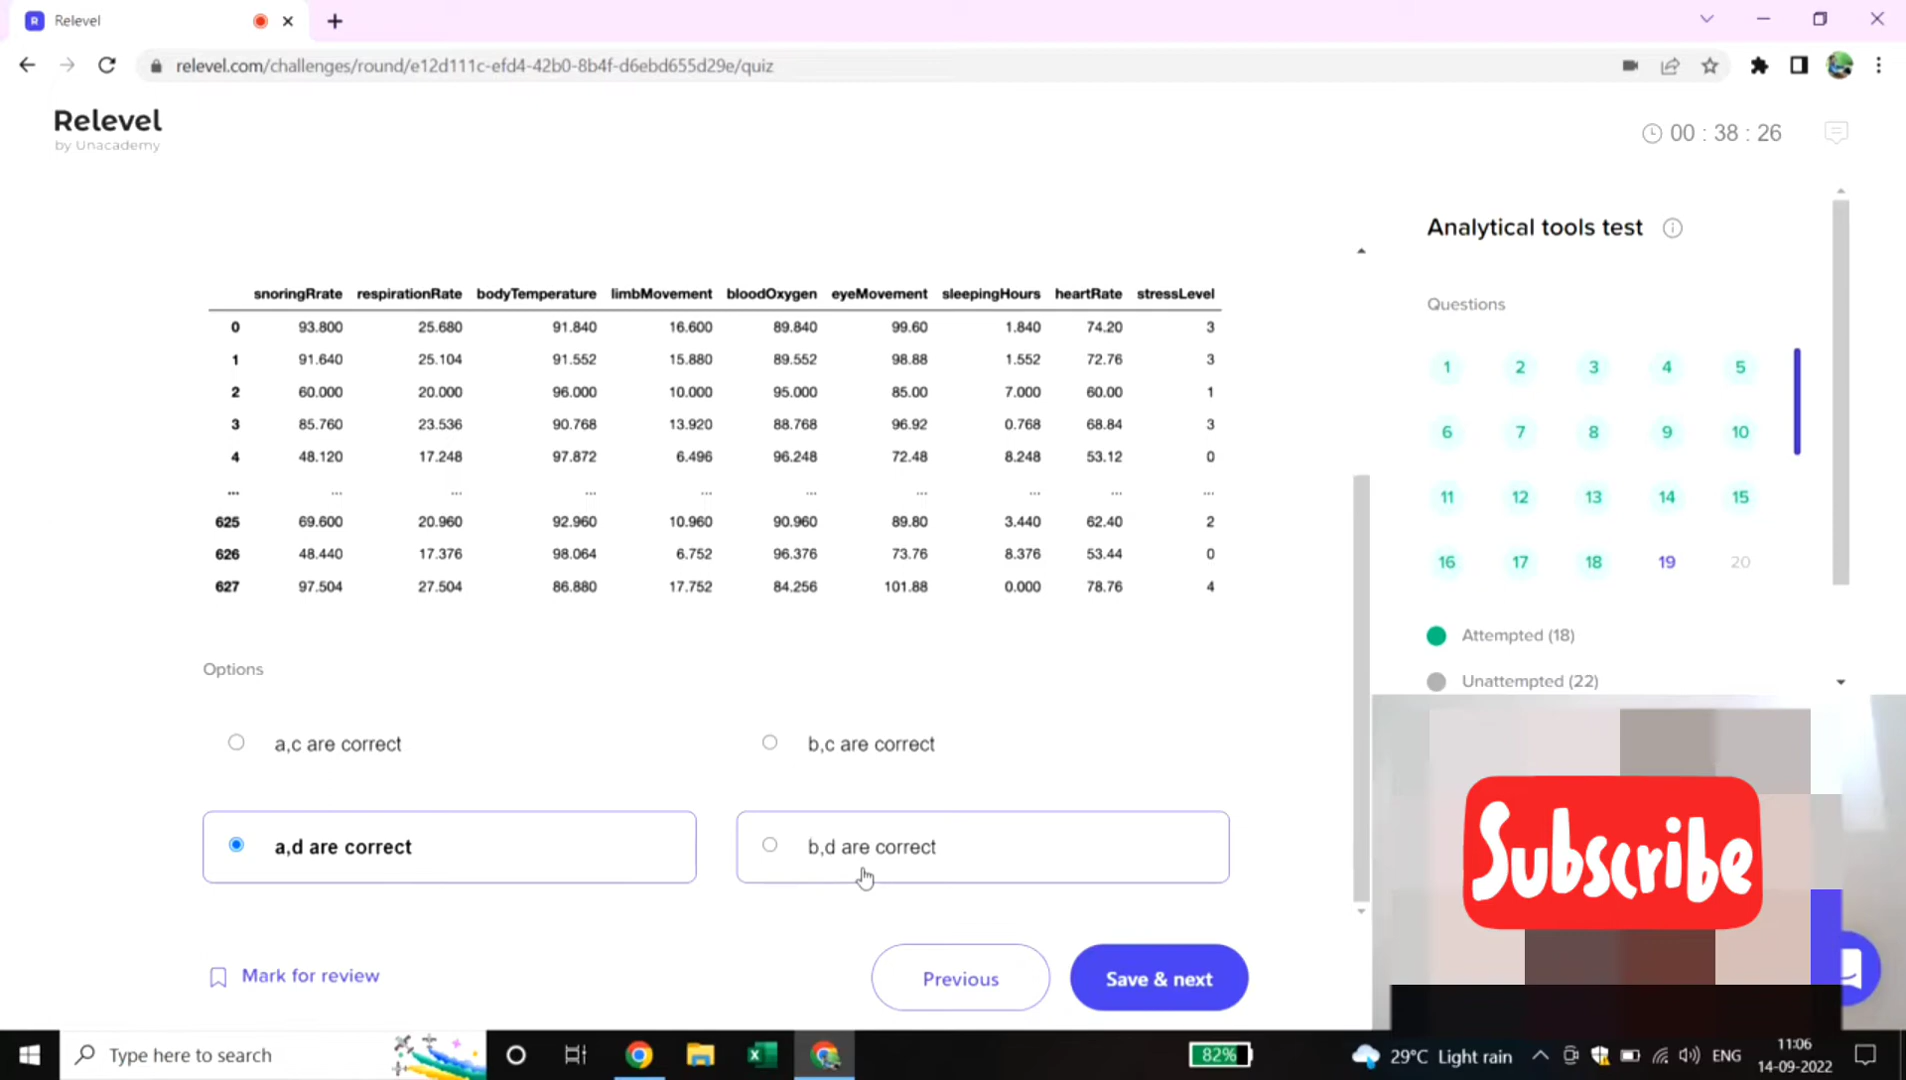 Relevel
relevel.com/challenges/round/e12d111c-efd4-42b0-8b4f-d6ebd655d29e/quiz
Relevel
by Unacademy
00 : 38 : 26
Analytical tools test
Questions
1 2 3 4 5
6 7 8 9 10
11 12 13 14 15
16 17 18 19 20
Attempted (18)
Unattempted (22)
snoringRrate respirationRate bodyTemperature limbMovement bloodOxygen eyeMovement sleepingHours heartRate stressLevel
0 93.800 25.680 91.840 16.600 89.840 99.60 1.840 74.20 3
1 91.640 25.104 91.552 15.880 89.552 98.88 1.552 72.76 3
2 60.000 20.000 96.000 10.000 95.000 85.00 7.000 60.00 1
3 85.760 23.536 90.768 13.920 88.768 96.92 0.768 68.84 3
4 48.120 17.248 97.872 6.496 96.248 72.48 8.248 53.12 0
... ... ... ... ... ... ... ... ... ...
625 69.600 20.960 92.960 10.960 90.960 89.80 3.440 62.40 2
626 48.440 17.376 98.064 6.752 96.376 73.76 8.376 53.44 0
627 97.504 27.504 86.880 17.752 84.256 101.88 0.000 78.76 4
Options
a,c are correct
b,c are correct
a,d are correct
b,d are correct
Mark for review
Previous
Save & next
Subscribe
Type here to search
82%
29°C Light rain
ENG
11:06
14-09-2022